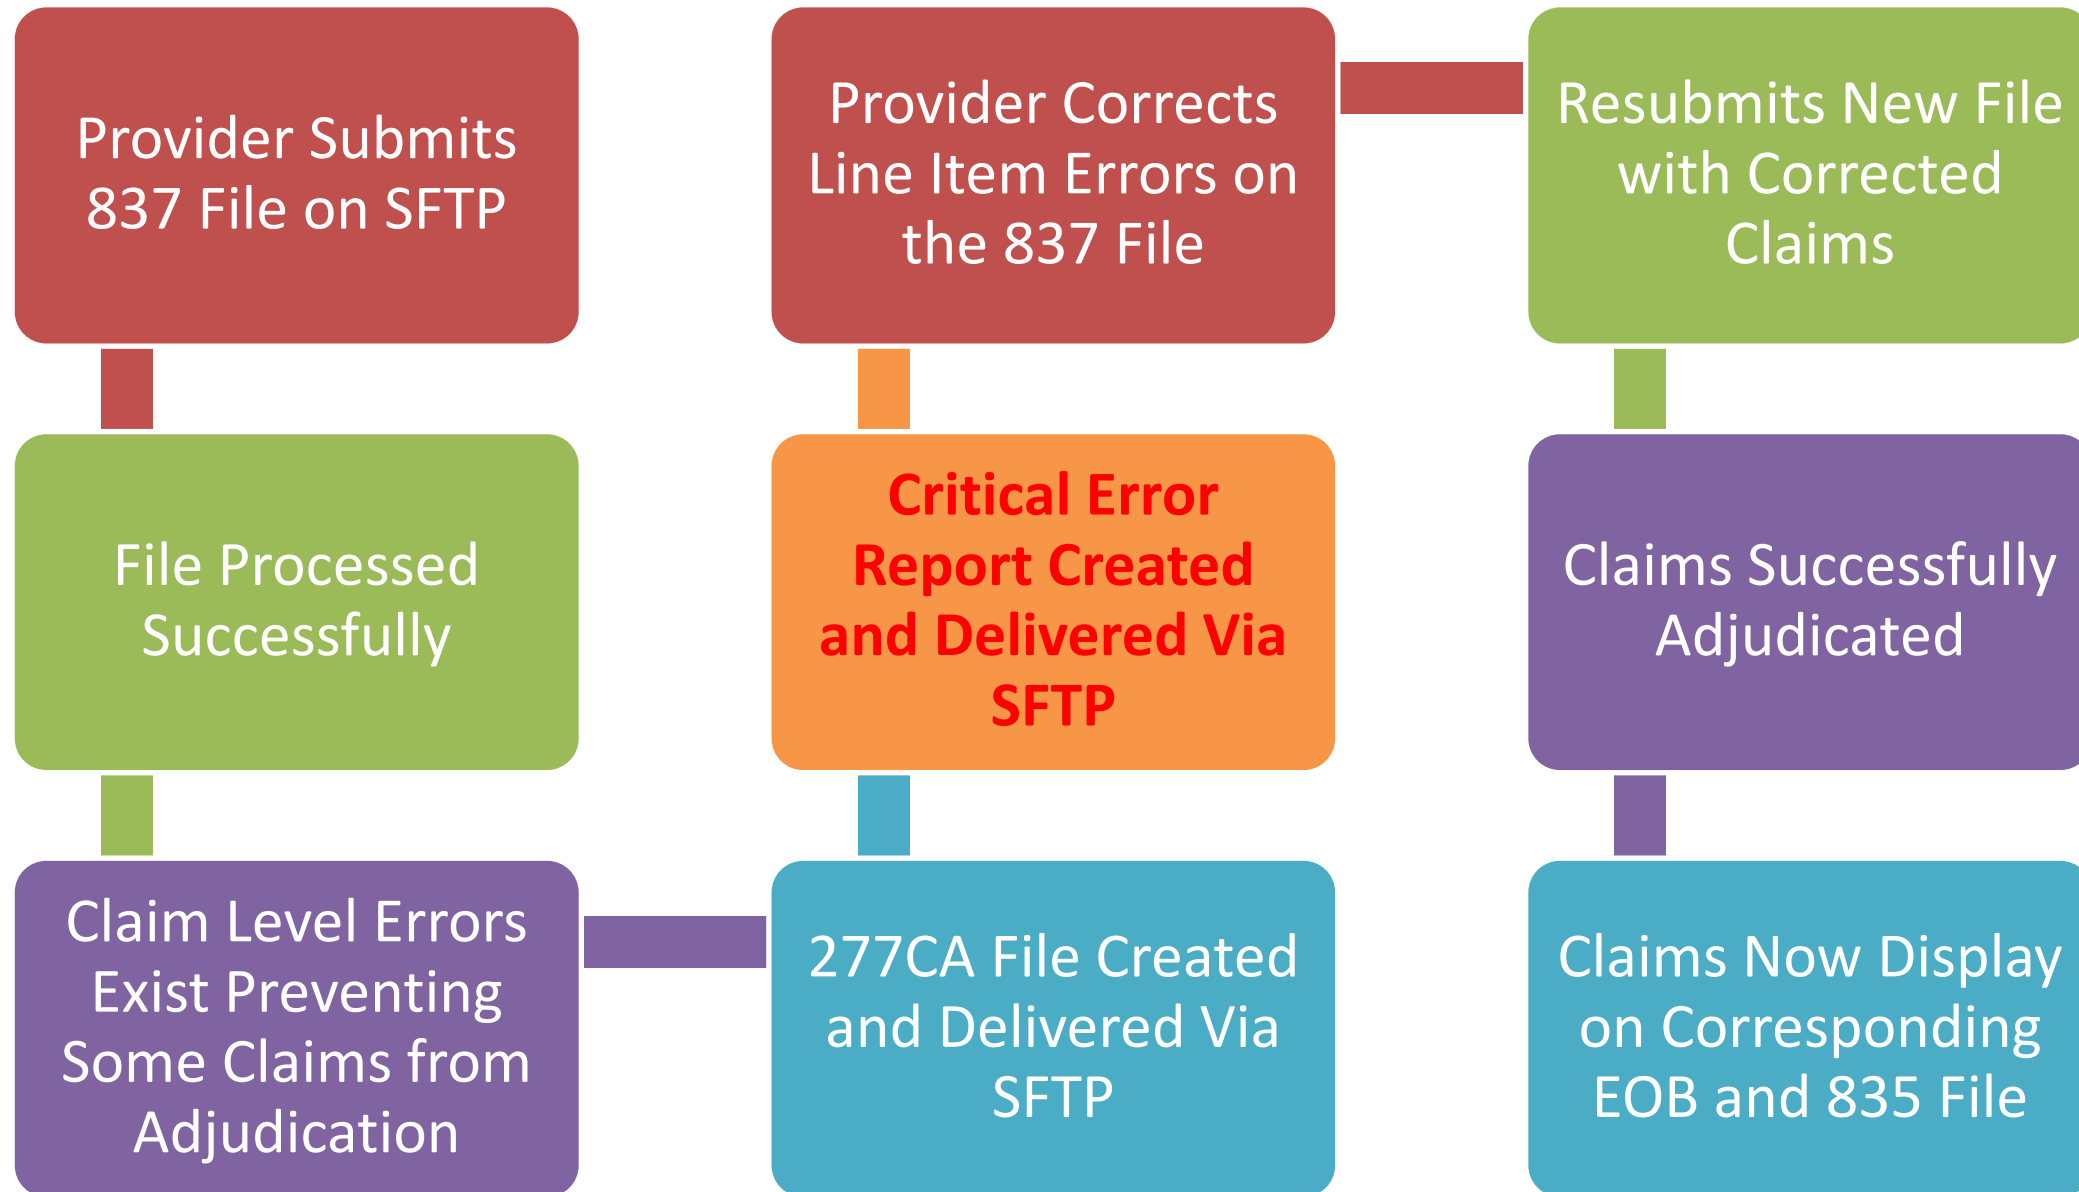 Provider Submits
837 File on SFTP
File Processed
Successfully
Claim Level Errors
Exist Preventing
Some Claims from
Adjudication
277CA File Created
and Delivered Via
SFTP
Critical Error
Report Created
and Delivered Via
SFTP
Provider Corrects
Line Item Errors on
the 837 File
Resubmits New File
with Corrected
Claims
Claims Successfully
Adjudicated
Claims Now Display
on Corresponding
EOB and 835 File